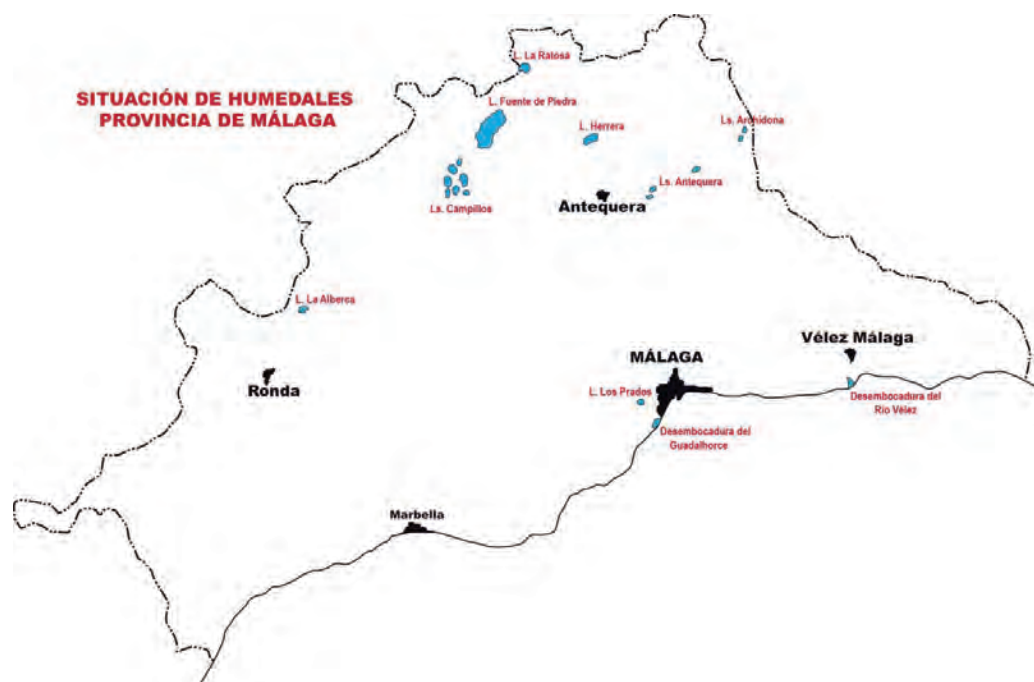 L. La Ratosa
SITUACIÓN DE HUMEDALES
PROVINCIA DE MÁLAGA
L. Fuente de Piedra
L. Herrera
Ls. Archidona
Ls. Antequera
Ls. Campillos
Antequera
L. La Alberca
Vélez Málaga
MÁLAGA
Ronda
L. Los Prados
Desembocadura del
Río Vélez
Desembocadura del
Guadalhorce
Marbella